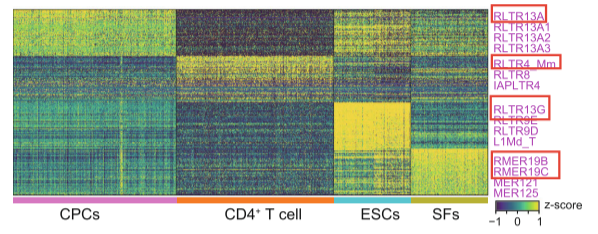 RLTR13A
RLTR13A1
RLTR13A2
RLTR13A3
RLTR4_Mm
RLTR8
IAPLTR4
RLTR13G
RLTR9E
RLTR9D
L1Md_T
RMER19B
RMER19C
MER121
MER125
CPCs CD4⁺ T cell ESCs SFs
z-score
-1 0 1